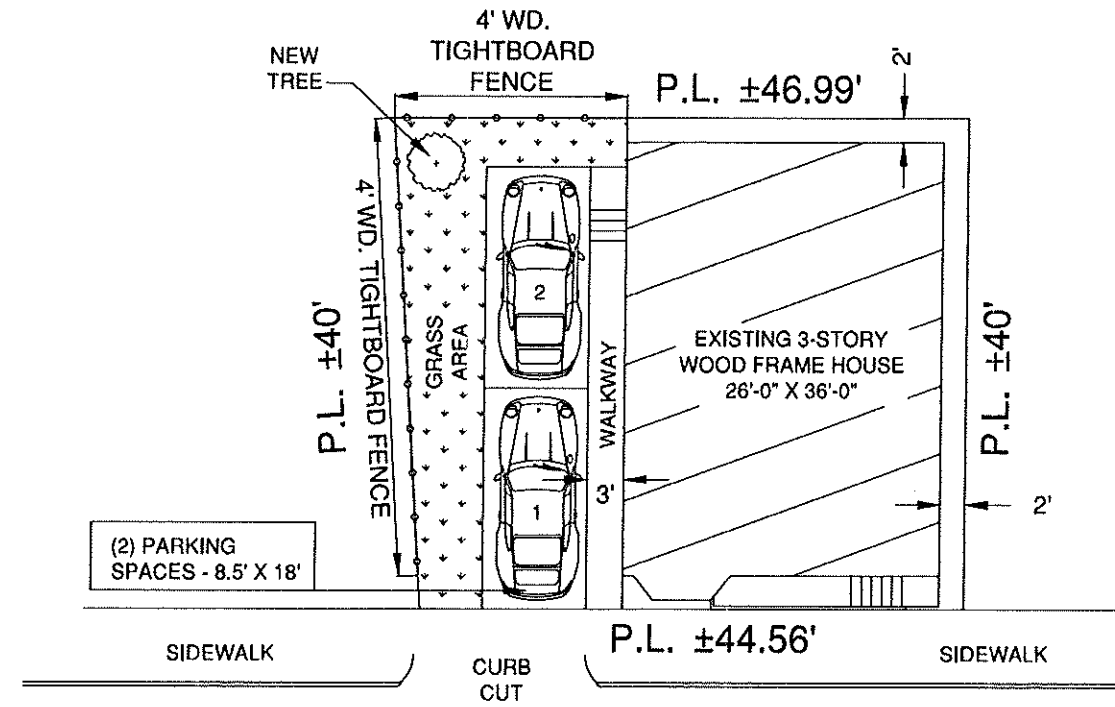 4' WD.
TIGHTBOARD
FENCE
NEW
TREE
P.L. ±46.99'
2'
4' WD. TIGHTBOARD FENCE
P.L. ±40'
GRASS
AREA
2
WALKWAY
EXISTING 3-STORY
WOOD FRAME HOUSE
26'-0" X 36'-0"
P.L. ±40'
1
3'
2'
(2) PARKING
SPACES - 8.5' X 18'
P.L. ±44.56'
SIDEWALK
CURB
CUT
SIDEWALK